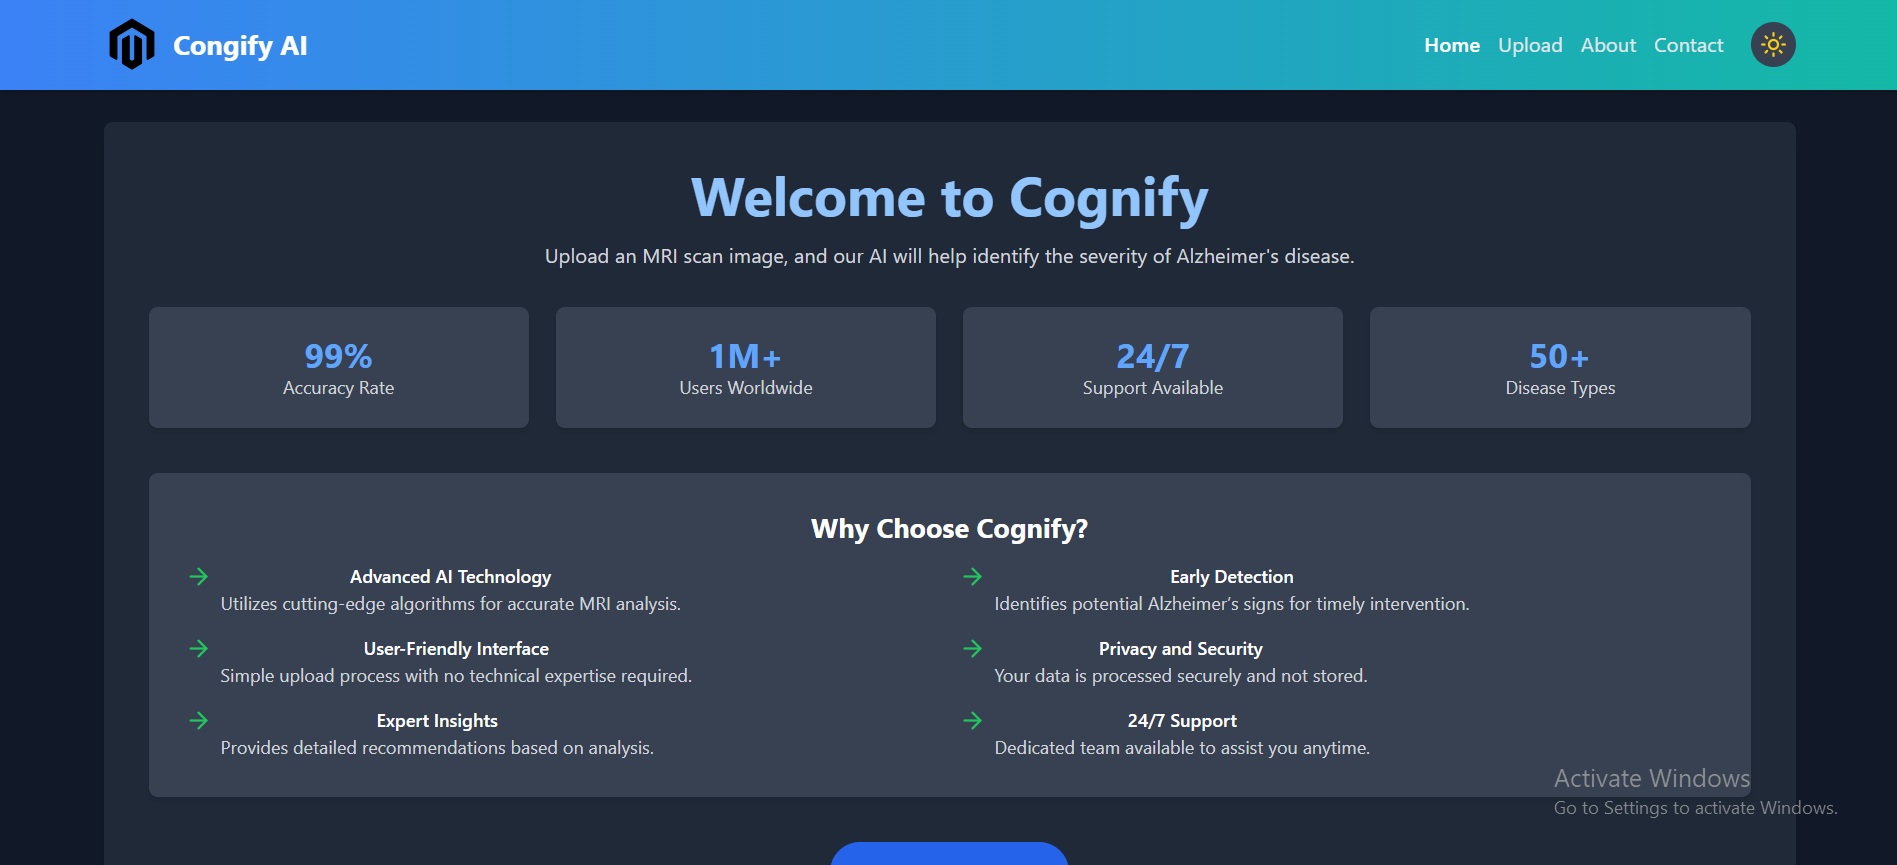 Congify AI
Home Upload About Contact
Welcome to Cognify
Upload an MRI scan image, and our AI will help identify the severity of Alzheimer's disease.
99%
Accuracy Rate
1M+
Users Worldwide
24/7
Support Available
50+
Disease Types
Why Choose Cognify?
Advanced AI Technology
Utilizes cutting-edge algorithms for accurate MRI analysis.
Early Detection
Identifies potential Alzheimer’s signs for timely intervention.
User-Friendly Interface
Simple upload process with no technical expertise required.
Privacy and Security
Your data is processed securely and not stored.
Expert Insights
Provides detailed recommendations based on analysis.
24/7 Support
Dedicated team available to assist you anytime.
Activate Windows
Go to Settings to activate Windows.